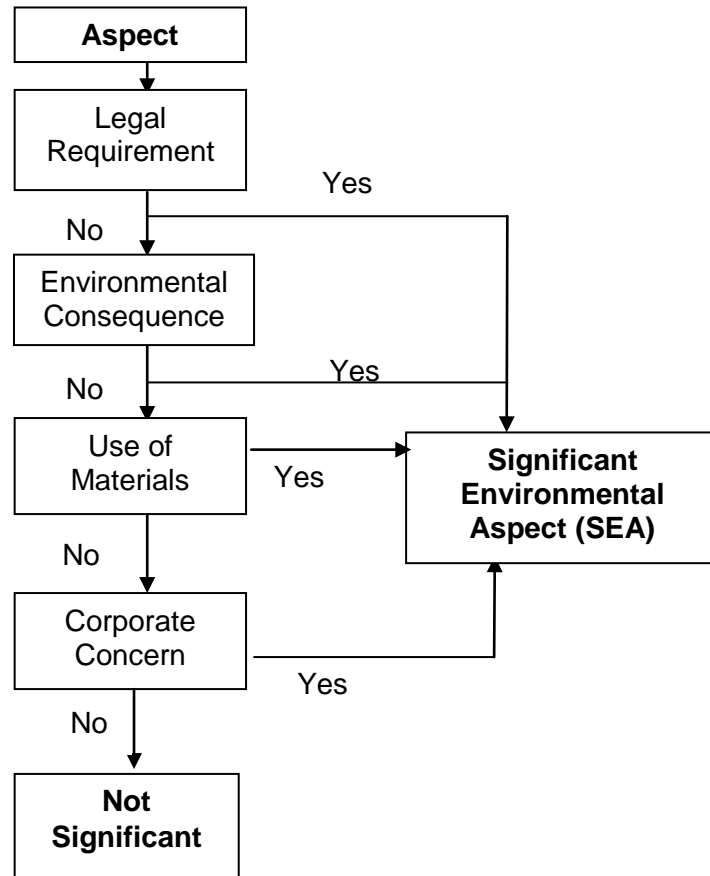 Aspect
Legal
Requirement
Yes
No
Environmental
Consequence
Yes
No
Use of
Materials
Yes
Significant
Environmental
Aspect (SEA)
No
Corporate
Concern
Yes
No
Not
Significant